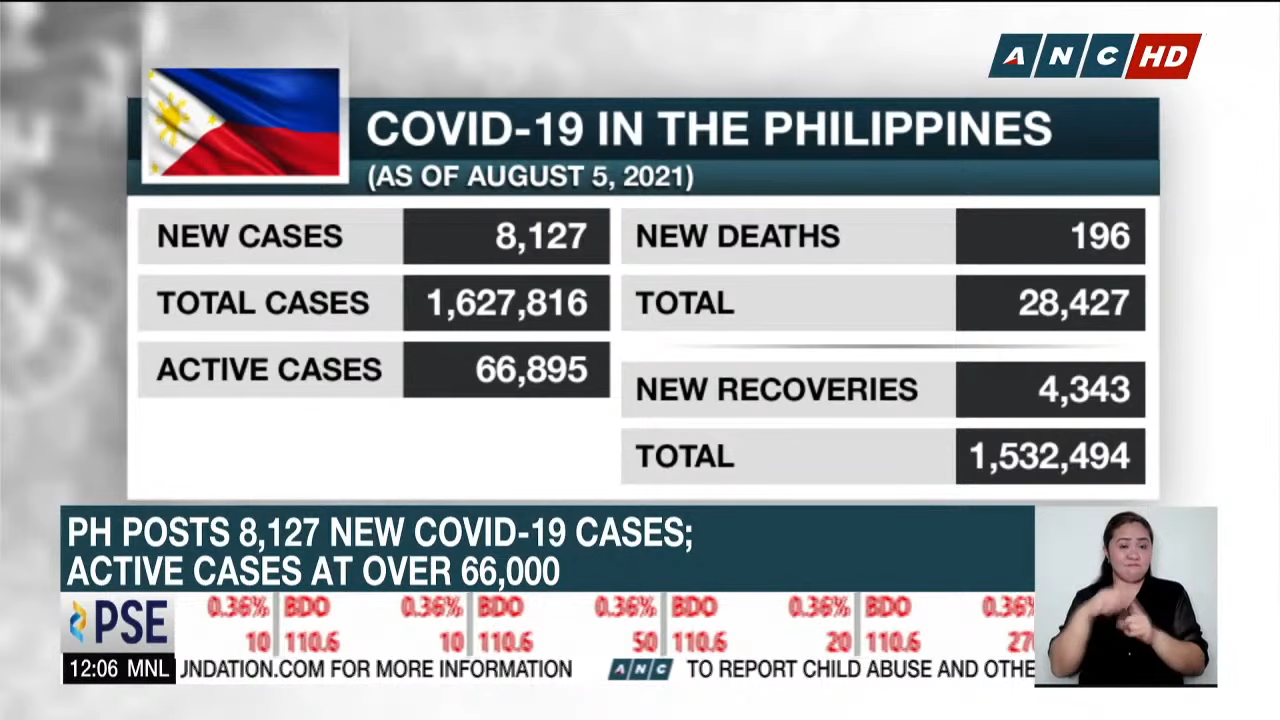 ANC HD
COVID-19 IN THE PHILIPPINES
(AS OF AUGUST 5, 2021)
NEW CASES 8,127
TOTAL CASES 1,627,816
ACTIVE CASES 66,895
NEW DEATHS 196
TOTAL 28,427
NEW RECOVERIES 4,343
TOTAL 1,532,494
PH POSTS 8,127 NEW COVID-19 CASES;
ACTIVE CASES AT OVER 66,000
PSE
0.36% BDO 0.36% BDO 0.36% BDO 0.36% BDO 0.36%
10 110.6 10 110.6 50 110.6 20 110.6 27
12:06 MNL
NDATION.COM FOR MORE INFORMATION ANC TO REPORT CHILD ABUSE AND OTHE